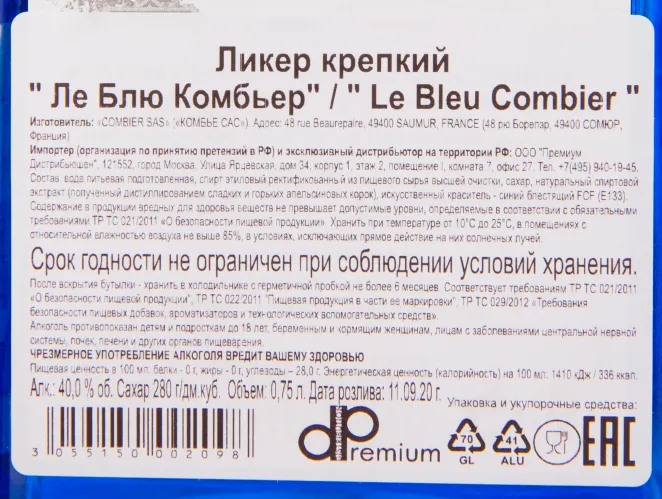 Ликер крепкий
" Ле Блю Комбьер" / " Le Bleu Combier "
Изготовитель: «COMBIER SAS» («КОМБЬЕ САС»). Адрес: 48 rue Beaurepaire, 49400 SAUMUR, FRANCE (48 рю Борепэр, 49400 СОМЮР,
Франция)
Импортер (организация по принятию претензий в РФ) и эксклюзивный дистрибьютор на территории РФ: ООО "Премиум
Дистрибьюшен", 121552, город Москва. Улица Ярцевская, дом 34, корпус 1, этаж 2, помещение I, комната 7, офис 27. Тел. +7(495) 940-19-45.
Состав: вода питьевая подготовленная, спирт этиловый ректификованный из пищевого сырья высшей очистки, сахар, натуральный спиртовой
экстракт (полученный дистиллированием сладких и горьких апельсиновых корок), искусственный краситель - синий блестящий FCF (E133).
Содержание в продукции вредных для здоровья веществ не превышает допустимые уровни, определяемые в соответствии с обязательными
требованиями ТР ТС 021/2011 «О безопасности пищевой продукции». Хранить при температуре от 10°С до 25°С, в помещениях с
относительной влажностью воздуха не выше 85%, в условиях, исключающих прямое действие на них солнечных лучей.
Срок годности не ограничен при соблюдении условий хранения.
После вскрытия бутылки - хранить в холодильнике с герметичной пробкой не более 6 месяцев. Соответствует требованиям ТР ТС 021/2011
"О безопасности пищевой продукции", ТР ТС 022/2011 "Пищевая продукция в части ее маркировки", ТР ТС 029/2012 «Требования
безопасности пищевых добавок, ароматизаторов и технологических вспомогательных средств».
Алкоголь противопоказан детям и подросткам до 18 лет, беременным и кормящим женщинам, лицам с заболеваниями центральной нервной
системы, почек, печени и других органов пищеварения.
ЧРЕЗМЕРНОЕ УПОТРЕБЛЕНИЕ АЛКОГОЛЯ ВРЕДИТ ВАШЕМУ ЗДОРОВЬЮ
Пищевая ценность в 100 мл: белки - 0 г, жиры - 0 г, углеводы – 28,0 г. Энергетическая ценность (калорийность) на 100 мл: 1410 кДж / 336 ккал.
Алк.: 40,0 % об. Сахар 280 г/дм.куб. Объем: 0,75 л. Дата розлива: 11.09.20 г.
Упаковка и укупорочные средства:
3 055150 002098
dPremium
70
GL
41
ALU
EAC